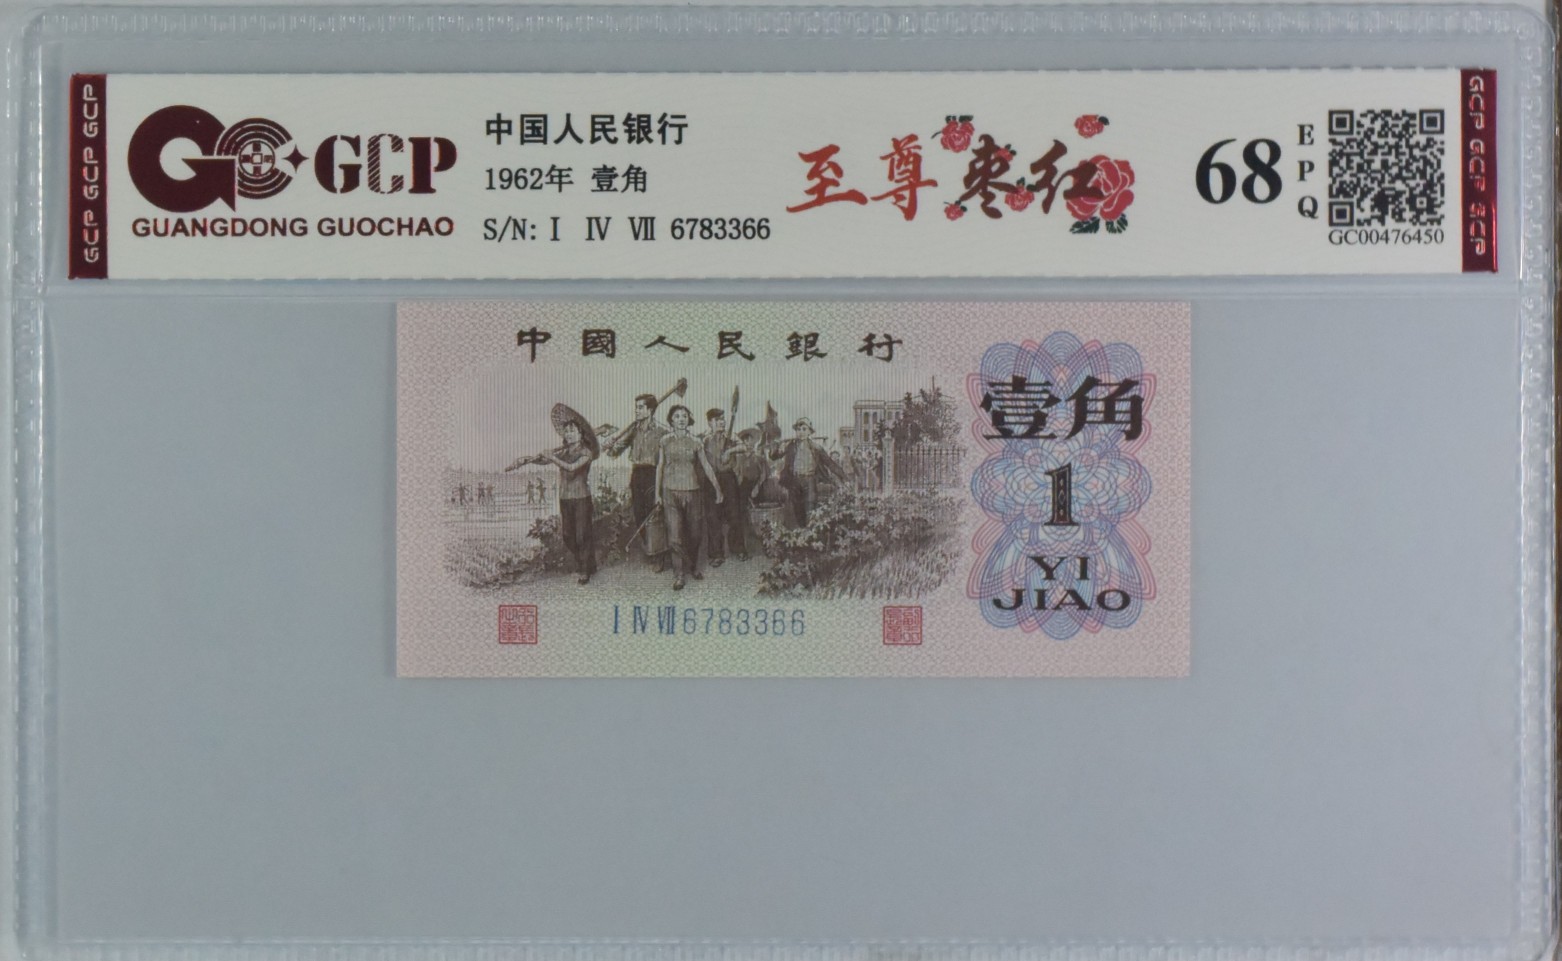 GCP GCP GCP
GCP
GUANGDONG GUOCHAO
中国人民银行
1962年 壹角
S/N: I IV VII 6783366
至尊枣红
68
EPQ
GC00476450
GCP GCP GCP
中國人民銀行
壹角
1
YI
JIAO
I IV VII 6783366